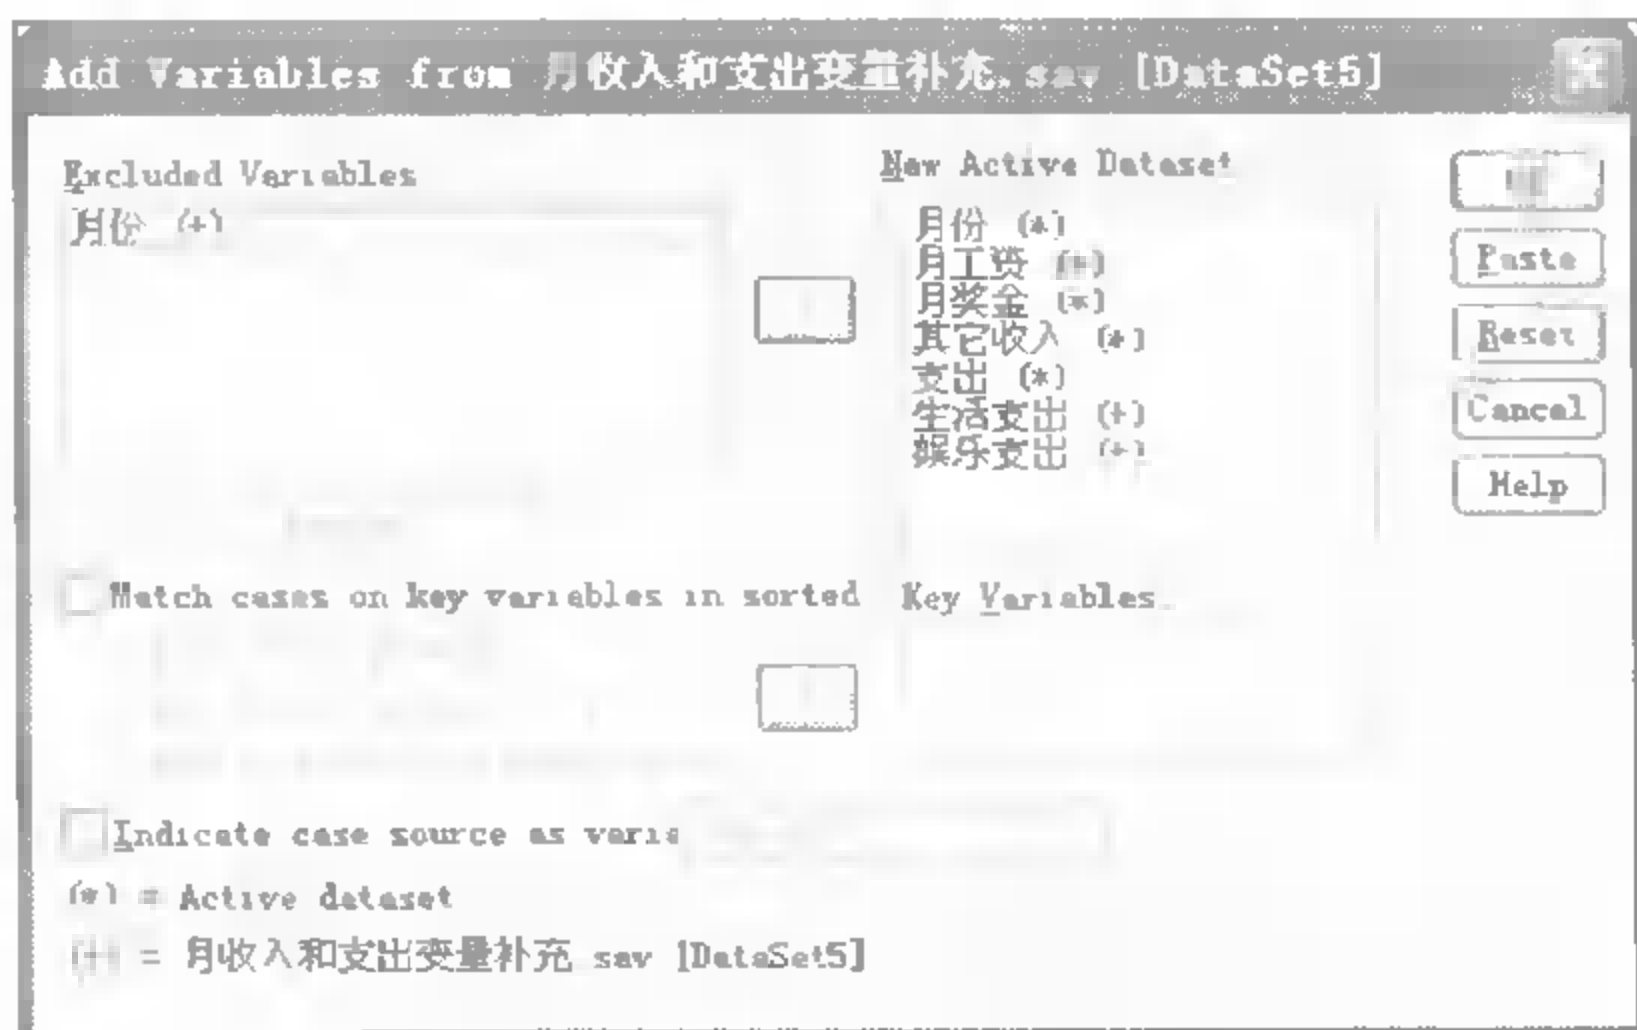 Add Variables from 月收入和支出变量补充.sav [DataSet5]
Excluded Variables
月份 (+)
New Active Dataset
月份 (*)
月工资 (*)
月奖金 (*)
其它收入 (*)
支出 (*)
生活支出 (+)
娱乐支出 (+)
Paste
Reset
Cancel
Help
Match cases on key variables in sorted
Key Variables
Indicate case source as varia
(*) = Active dataset
(+) = 月收入和支出变量补充 sav [DataSet5]